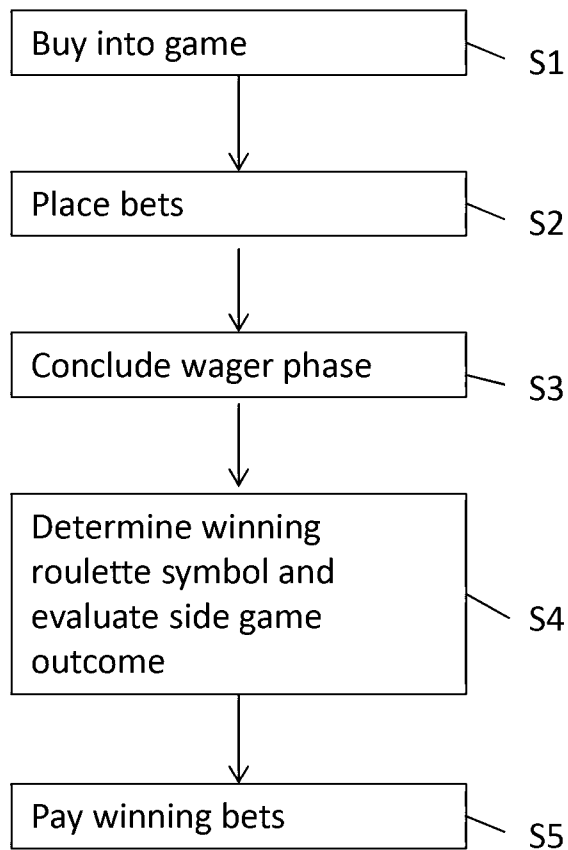 Buy into game
S1
Place bets
S2
Conclude wager phase
S3
Determine winning
roulette symbol and
evaluate side game
outcome
S4
Pay winning bets
S5